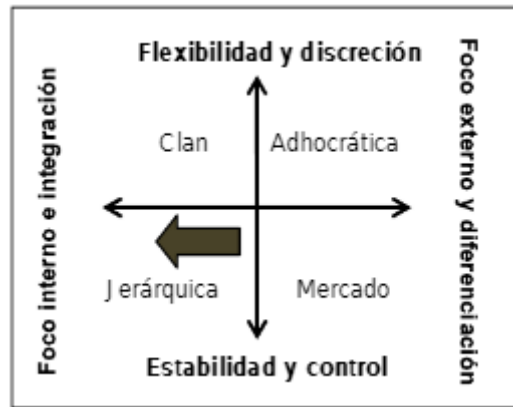 Flexibilidad y discreción
Foco interno e integración
Foco externo y diferenciación
Clan
Adhocrática
Jerárquica
Mercado
Estabilidad y control